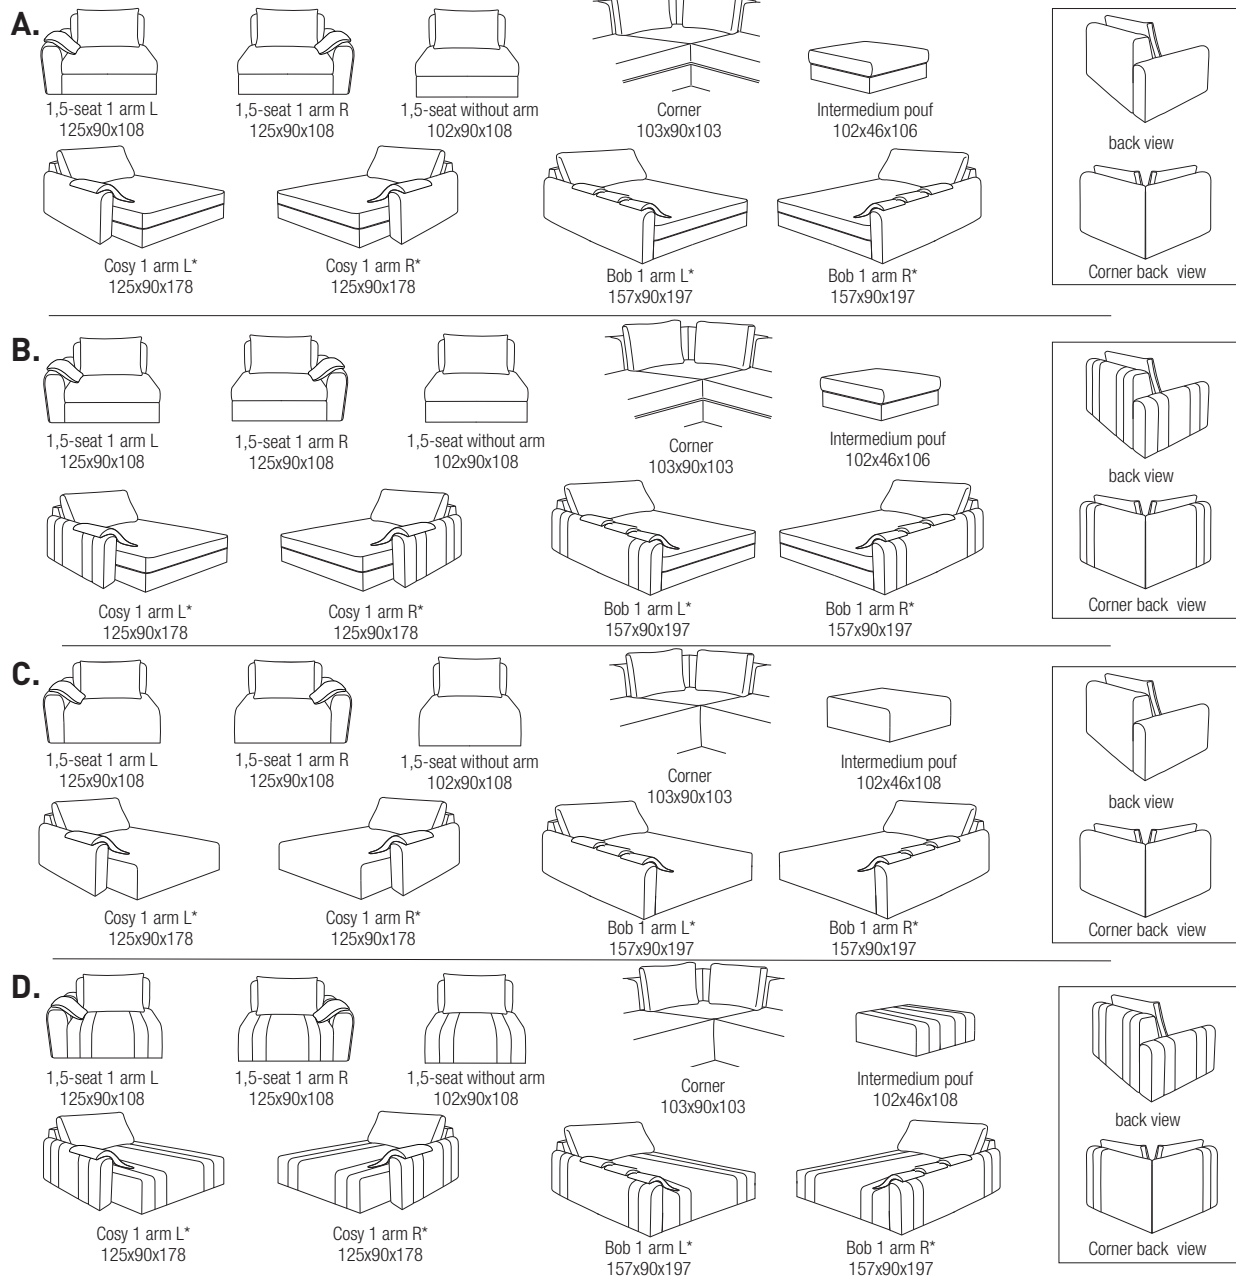 A.
1,5-seat 1 arm L
125x90x108
1,5-seat 1 arm R
125x90x108
1,5-seat without arm
102x90x108
Corner
103x90x103
Intermedium pouf
102x46x106
back view
Cosy 1 arm L*
125x90x178
Cosy 1 arm R*
125x90x178
Bob 1 arm L*
157x90x197
Bob 1 arm R*
157x90x197
Corner back view
B.
1,5-seat 1 arm L
125x90x108
1,5-seat 1 arm R
125x90x108
1,5-seat without arm
102x90x108
Corner
103x90x103
Intermedium pouf
102x46x106
back view
Cosy 1 arm L*
125x90x178
Cosy 1 arm R*
125x90x178
Bob 1 arm L*
157x90x197
Bob 1 arm R*
157x90x197
Corner back view
C.
1,5-seat 1 arm L
125x90x108
1,5-seat 1 arm R
125x90x108
1,5-seat without arm
102x90x108
Corner
103x90x103
Intermedium pouf
102x46x108
back view
Cosy 1 arm L*
125x90x178
Cosy 1 arm R*
125x90x178
Bob 1 arm L*
157x90x197
Bob 1 arm R*
157x90x197
Corner back view
D.
1,5-seat 1 arm L
125x90x108
1,5-seat 1 arm R
125x90x108
1,5-seat without arm
102x90x108
Corner
103x90x103
Intermedium pouf
102x46x108
back view
Cosy 1 arm L*
125x90x178
Cosy 1 arm R*
125x90x178
Bob 1 arm L*
157x90x197
Bob 1 arm R*
157x90x197
Corner back view